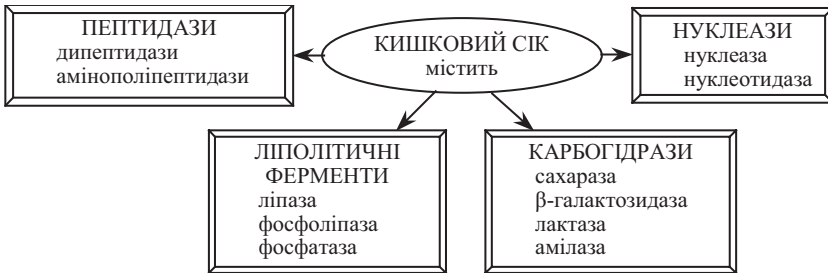 ПЕПТИДАЗИ
дипептидази
амінополіпептидази
КИШКОВИЙ СІК
містить
НУКЛЕАЗИ
нуклеаза
нуклеотидаза
ЛІПОЛІТИЧНІ
ФЕРМЕНТИ
ліпаза
фосфоліпаза
фосфатаза
КАРБОГІДРАЗИ
сахараза
β-галактозидаза
лактаза
амілаза